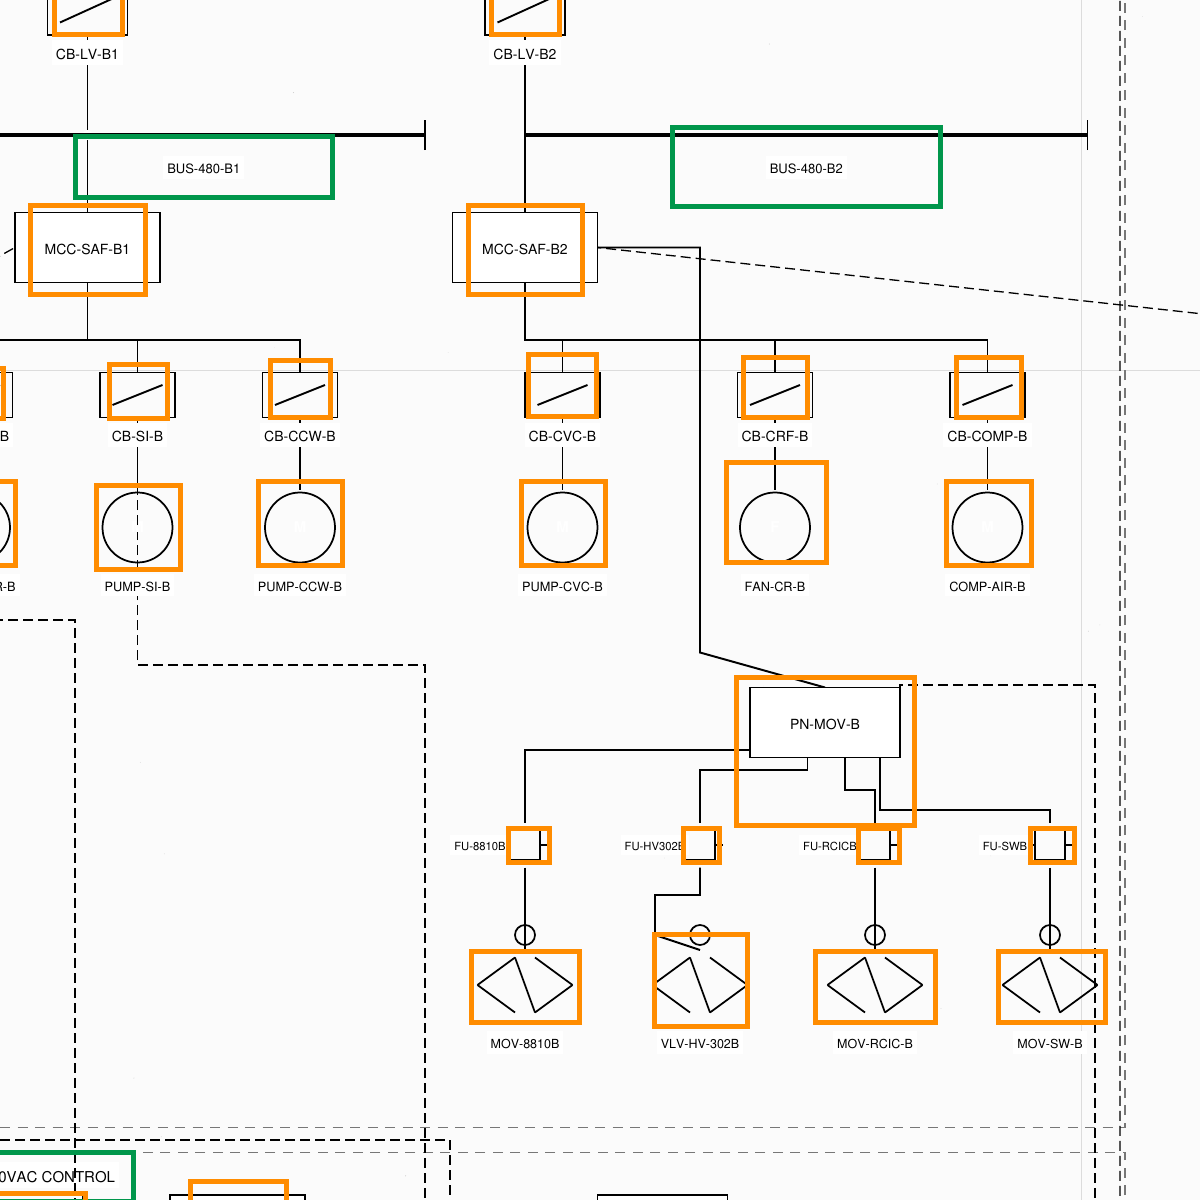 CB-LV-B1
CB-LV-B2
BUS-480-B1
BUS-480-B2
MCC-SAF-B1
MCC-SAF-B2
B
CB-SI-B
CB-CCW-B
CB-CVC-B
CB-CRF-B
CB-COMP-B
R-B
PUMP-SI-B
PUMP-CCW-B
PUMP-CVC-B
FAN-CR-B
COMP-AIR-B
PN-MOV-B
FU-8810B
FU-HV302B
FU-RCICB
FU-SWB
MOV-8810B
VLV-HV-302B
MOV-RCIC-B
MOV-SW-B
0VAC CONTROL